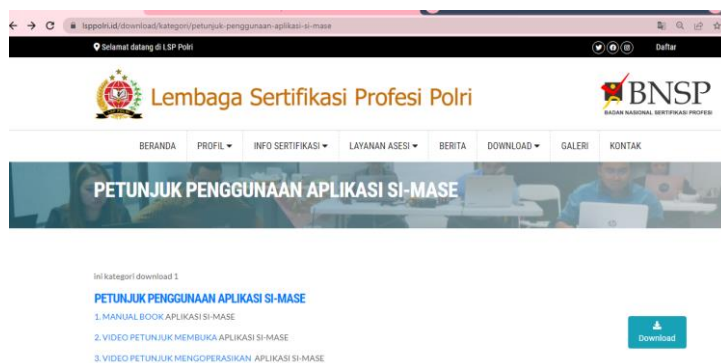 lsppolri.id/download/kategori/petunjuk-penggunaan-aplikasi-si-mase
Selamat datang di LSP Polri
Daftar
Lembaga Sertifikasi Profesi Polri
BNSP
BADAN NASIONAL SERTIFIKASI PROFESI
BERANDA PROFIL INFO SERTIFIKASI LAYANAN ASESI BERITA DOWNLOAD GALERI KONTAK
PETUNJUK PENGGUNAAN APLIKASI SI-MASE
ini kategori download 1
PETUNJUK PENGGUNAAN APLIKASI SI-MASE
1. MANUAL BOOK APLIKASI SI-MASE
2. VIDEO PETUNJUK MEMBUKA APLIKASI SI-MASE
3. VIDEO PETUNJUK MENGOPERASIKAN APLIKASI SI-MASE
Download